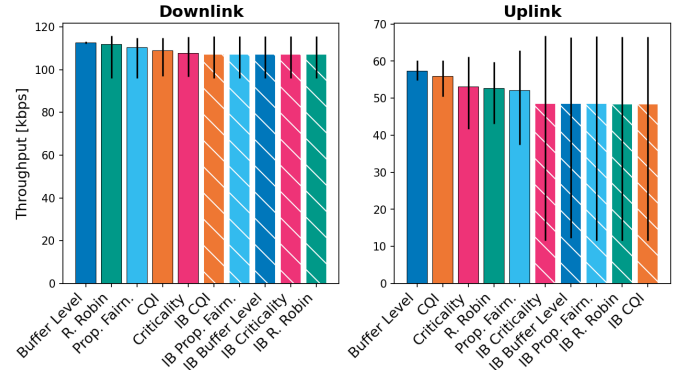 Downlink
Throughput [kbps]
120
100
80
60
40
20
0
Buffer Level
R. Robin
Prop. Fairn.
CQI
Criticality
IB CQI
IB Prop. Fairn.
IB Buffer Level
IB Criticality
IB R. Robin
Uplink
70
60
50
40
30
20
10
0
Buffer Level
CQI
Criticality
R. Robin
Prop. Fairn.
IB Criticality
IB Buffer Level
IB Prop. Fairn.
IB R. Robin
IB CQI